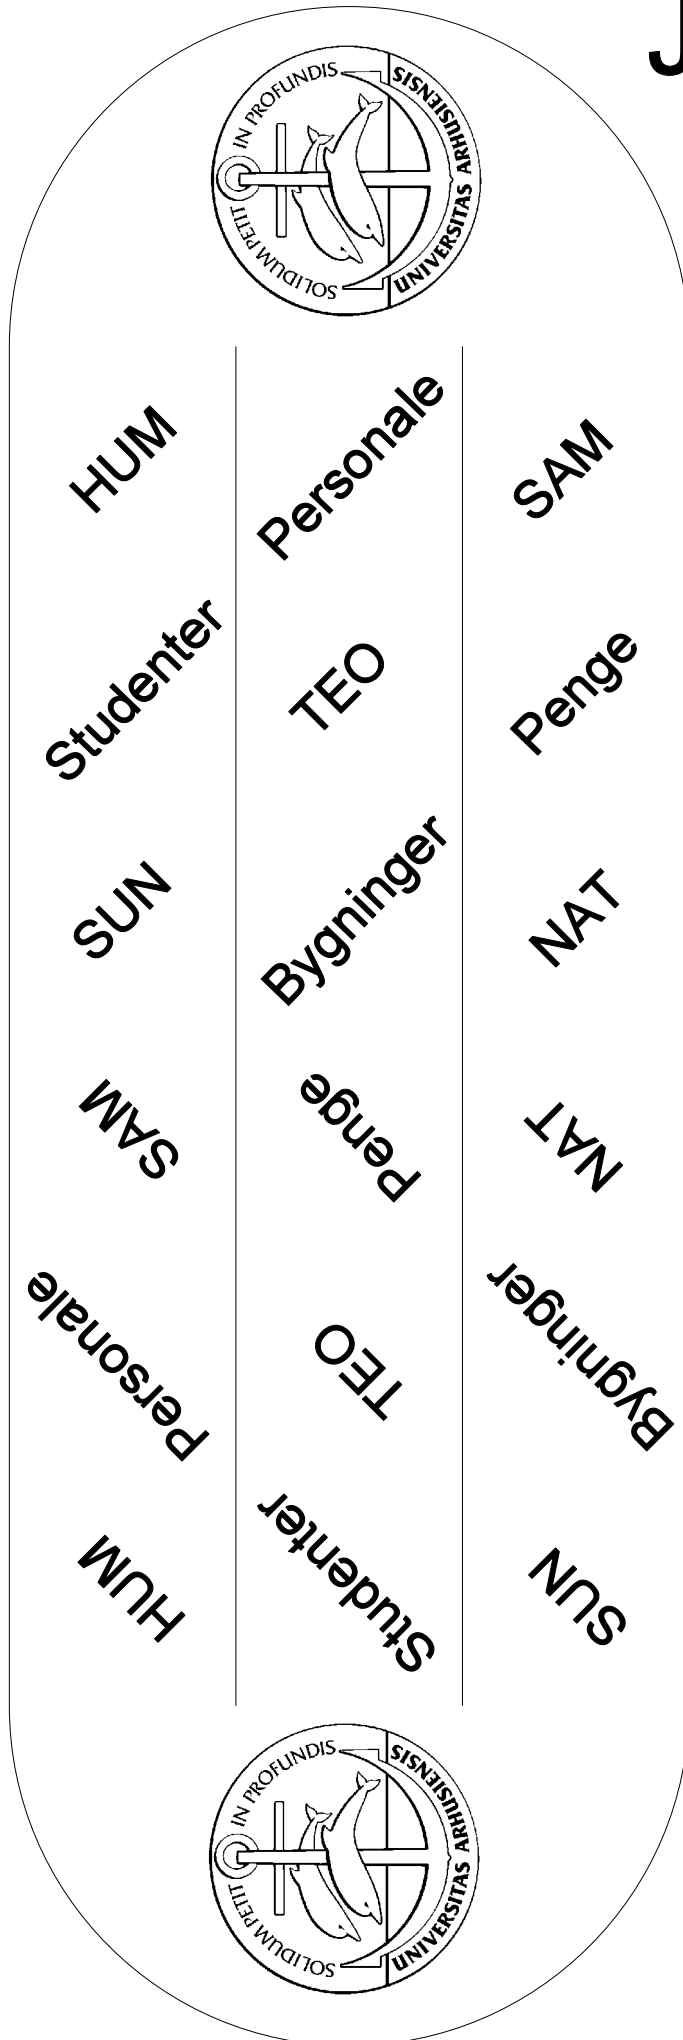 J
IN PROFUNDIS
SOLIDUM PETIT
UNIVERSITAS ARHUSIENSIS
HUM
Personale
SAM
Studenter
TEO
Penge
SUN
Bygninger
NAT
SAM
Penge
NAT
Personale
TEO
Bygninger
HUM
Studenter
SUN
IN PROFUNDIS
SOLIDUM PETIT
UNIVERSITAS ARHUSIENSIS